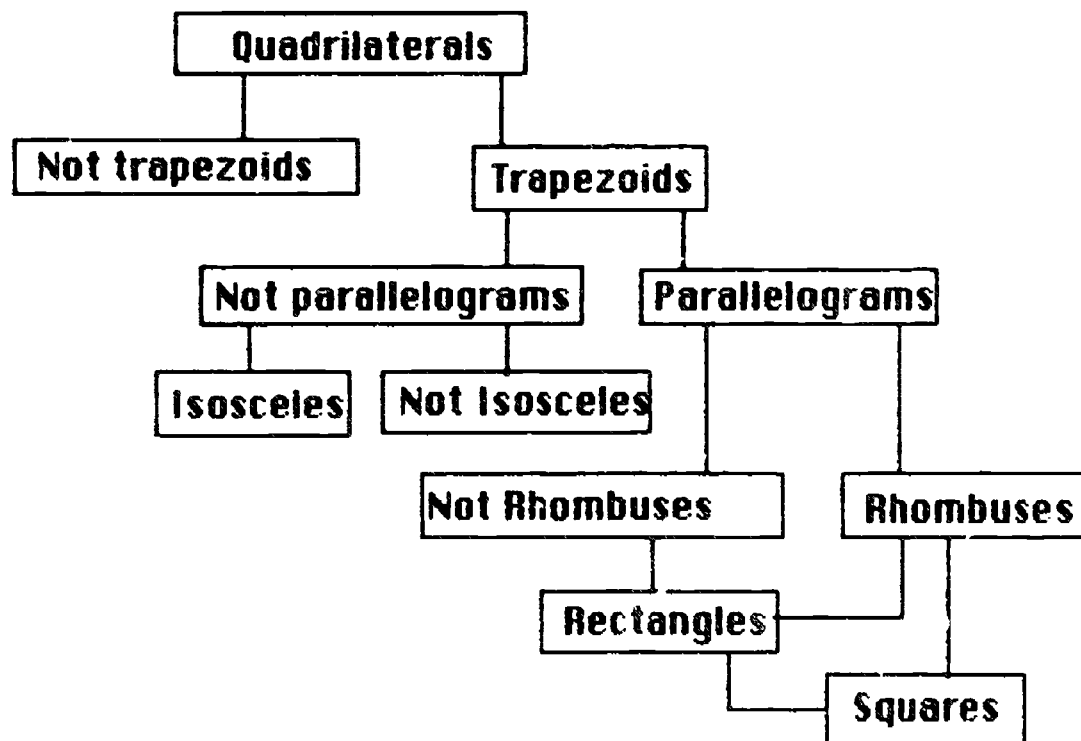 Quadrilaterals
Not trapezoids
Trapezoids
Not parallelograms
Parallelograms
Isosceles
Not Isosceles
Not Rhombuses
Rhombuses
Rectangles
Squares